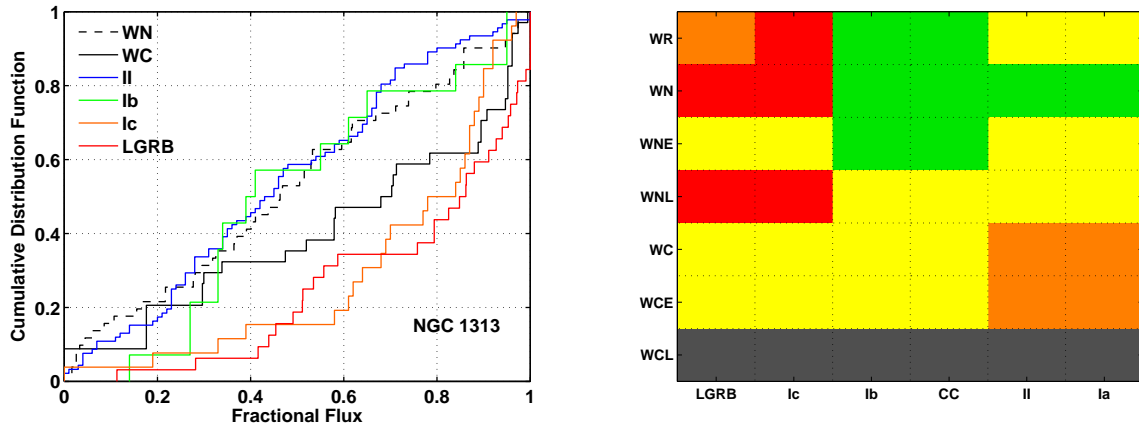 Cumulative Distribution Function
1
0.8
0.6
0.4
0.2
0
WN
WC
II
Ib
Ic
LGRB
NGC 1313
0 0.2 0.4 0.6 0.8 1
Fractional Flux
WR
WN
WNE
WNL
WC
WCE
WCL
LGRB Ic Ib CC II Ia